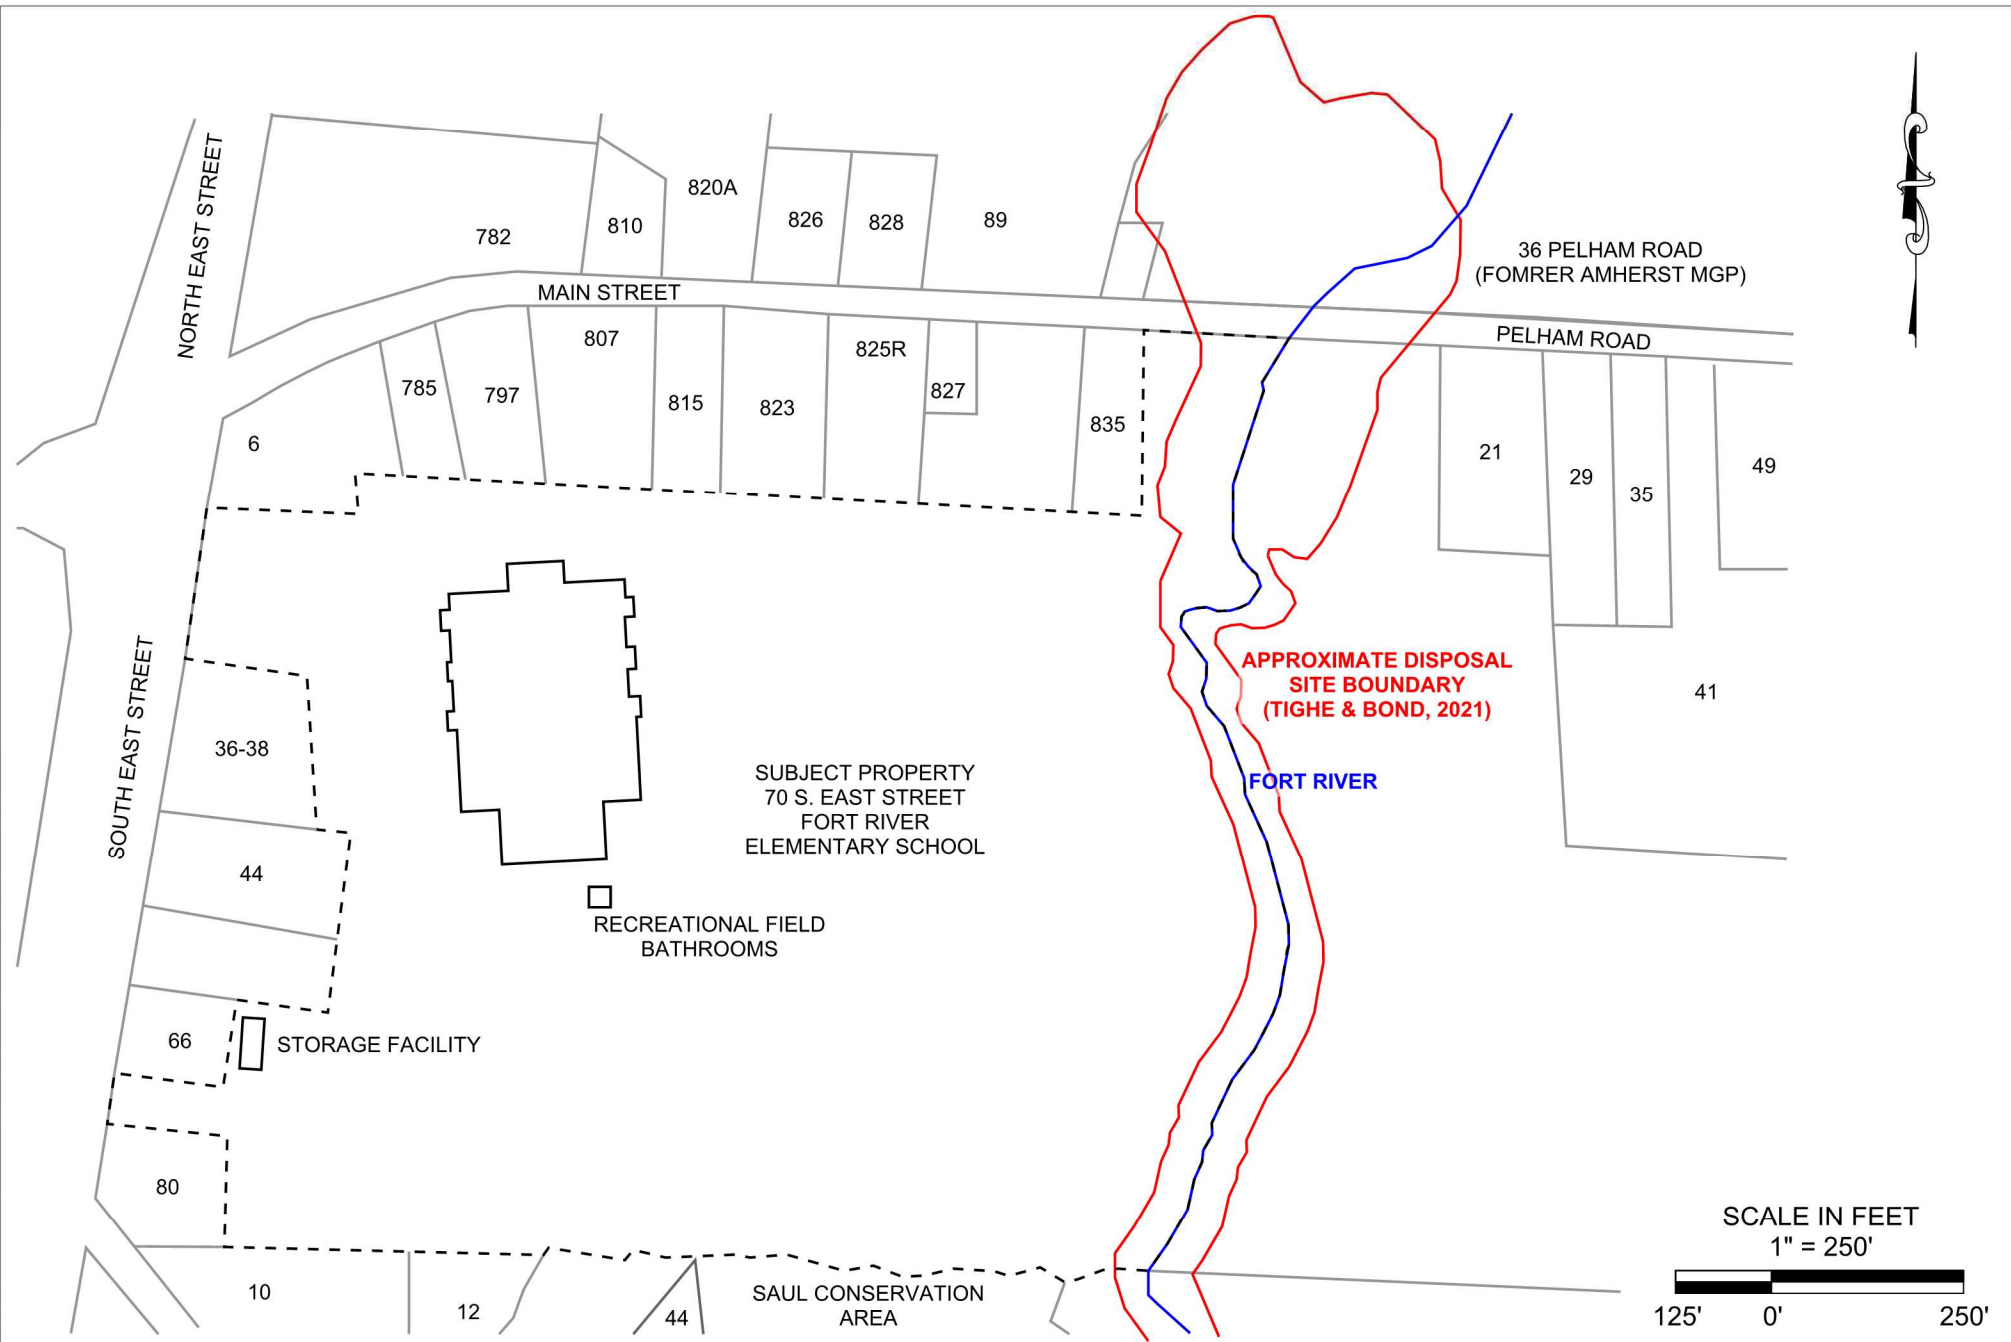 NORTH EAST STREET
782
810
820A
826
828
89
36 PELHAM ROAD
(FOMRER AMHERST MGP)
MAIN STREET
PELHAM ROAD
6
785
797
807
815
823
825R
827
835
21
29
35
49
41
SOUTH EAST STREET
36-38
44
66
80
STORAGE FACILITY
RECREATIONAL FIELD
BATHROOMS
SUBJECT PROPERTY
70 S. EAST STREET
FORT RIVER
ELEMENTARY SCHOOL
APPROXIMATE DISPOSAL
SITE BOUNDARY
(TIGHE & BOND, 2021)
FORT RIVER
10
12
44
SAUL CONSERVATION
AREA
SCALE IN FEET
1" = 250'
125' 0' 250'